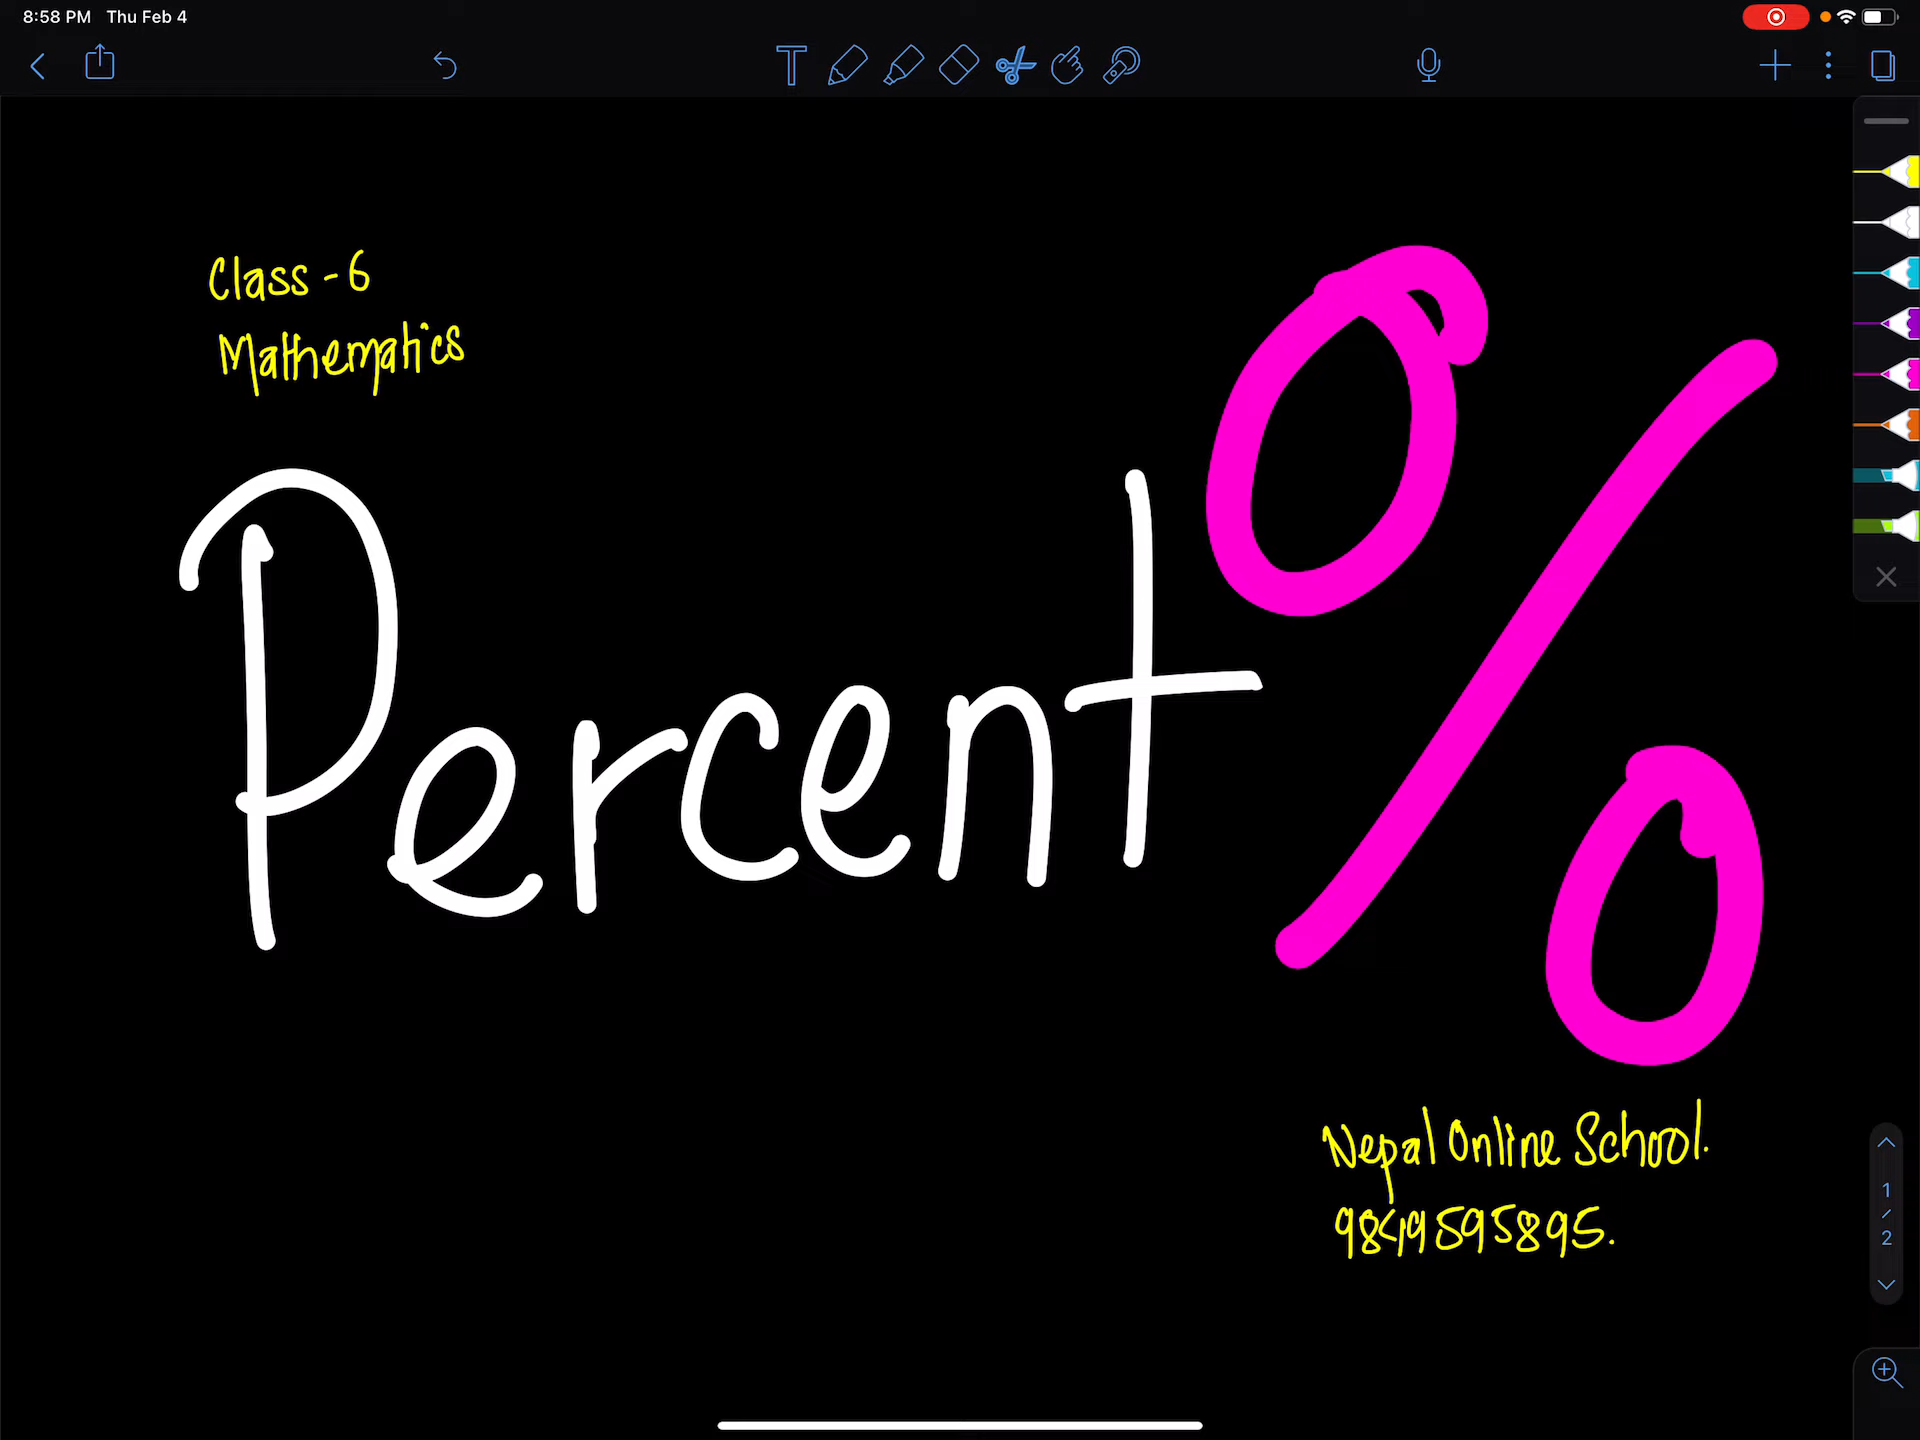 8:58 PM Thu Feb 4
Class - 6
Mathematics
Percent %
Nepal Online School.
9849595895.
1
/
2